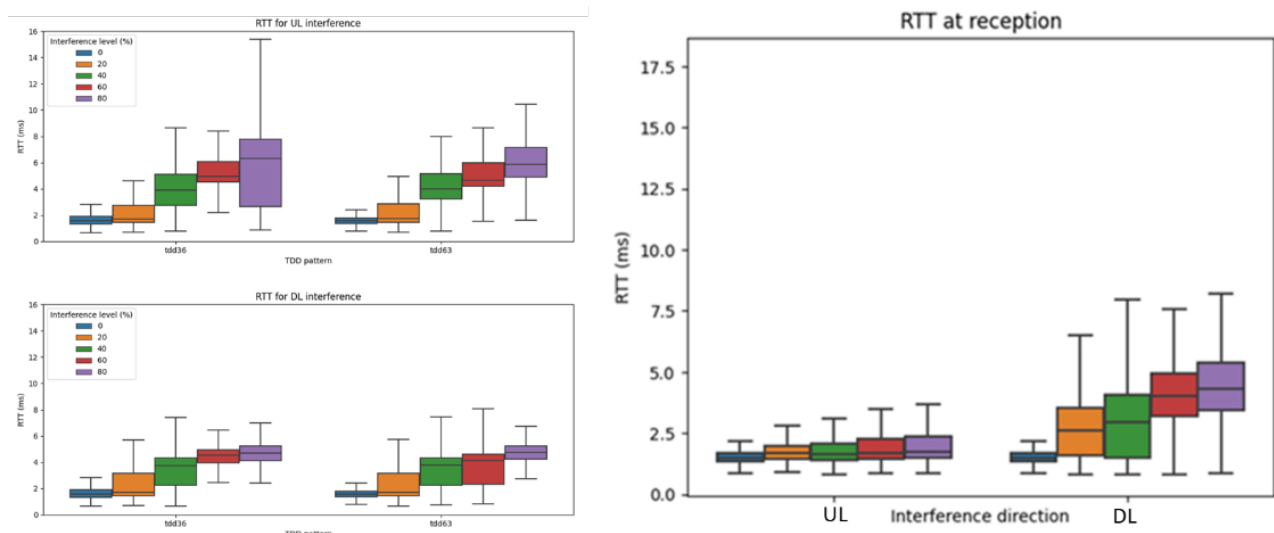 RTT for UL interference
16
14
12
10
8
6
4
2
0
RTT (ms)
Interference level (%)
0
20
40
60
80
tdd36
tdd63
TDD pattern
RTT for DL interference
16
14
12
10
8
6
4
2
0
RTT (ms)
Interference level (%)
0
20
40
60
80
tdd36
tdd63
TDD pattern
RTT at reception
17.5
15.0
12.5
10.0
7.5
5.0
2.5
0.0
RTT (ms)
UL Interference direction DL